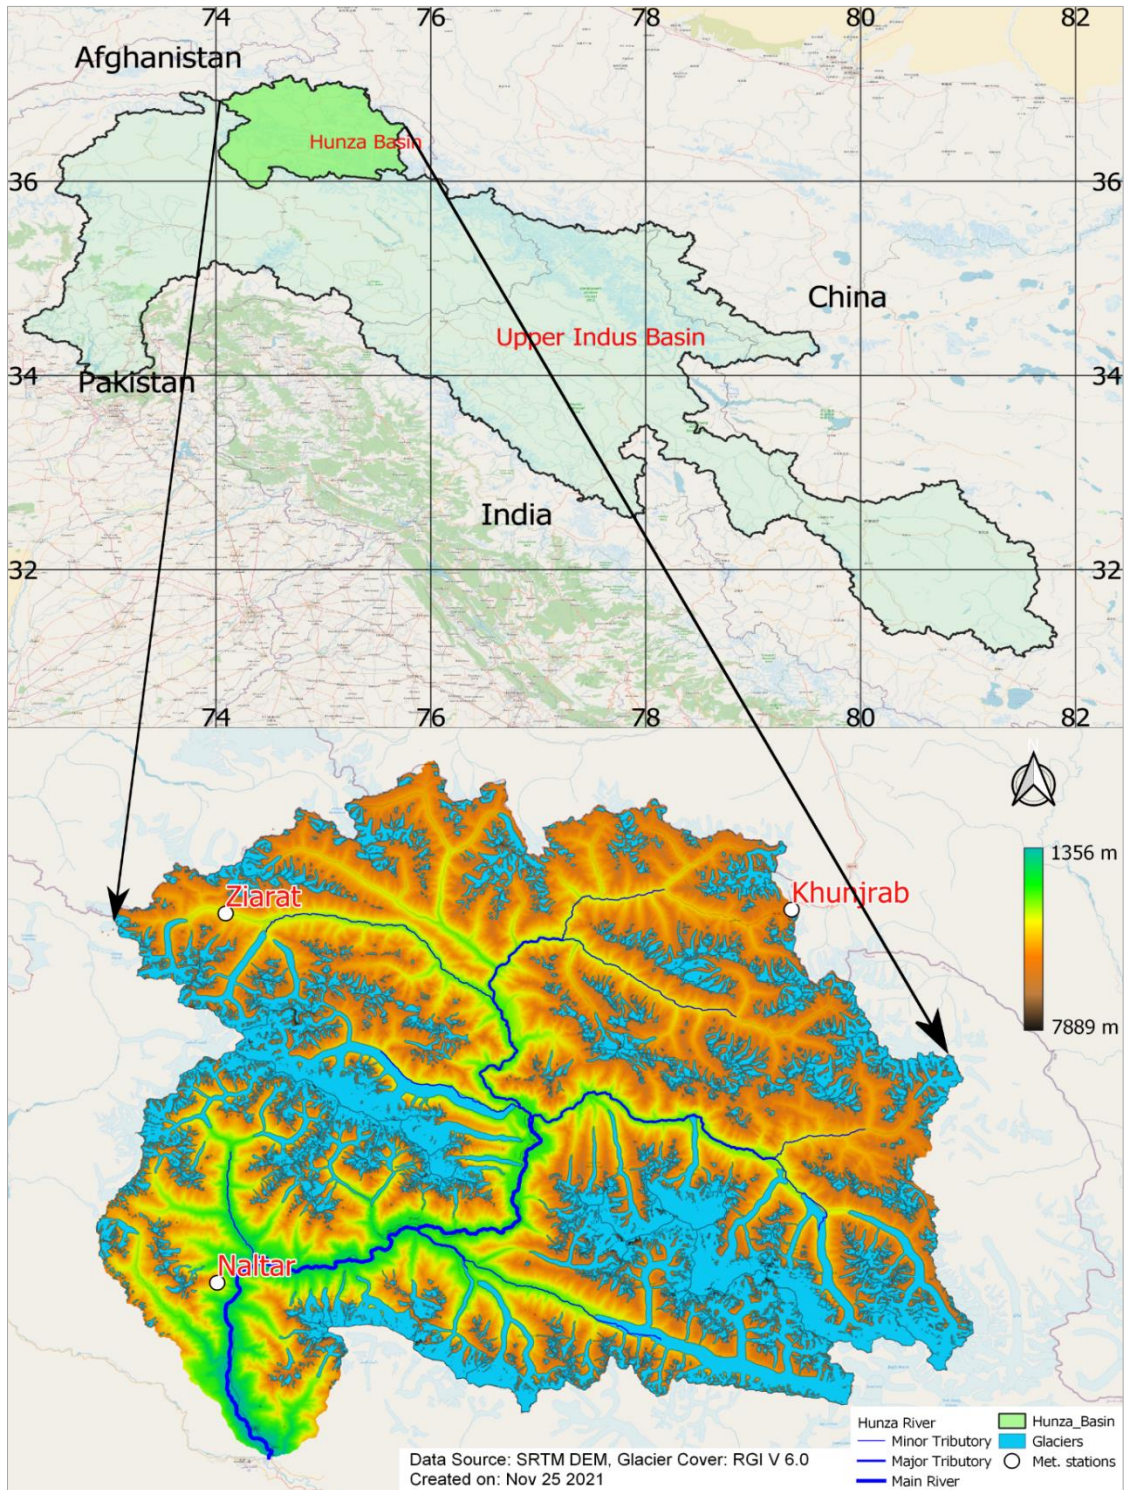 74 76 78 80 82
Afghanistan
Hunza Basin
36 36
China
Upper Indus Basin
34 34
Pakistan
India
32 32
74 76 78 80 82
N
1356 m
Ziarat
Khunjrab
7889 m
Naltar
Hunza River
Minor Tributary
Major Tributary
Main River
Hunza_Basin
Glaciers
Met. stations
Data Source: SRTM DEM, Glacier Cover: RGI V 6.0
Created on: Nov 25 2021